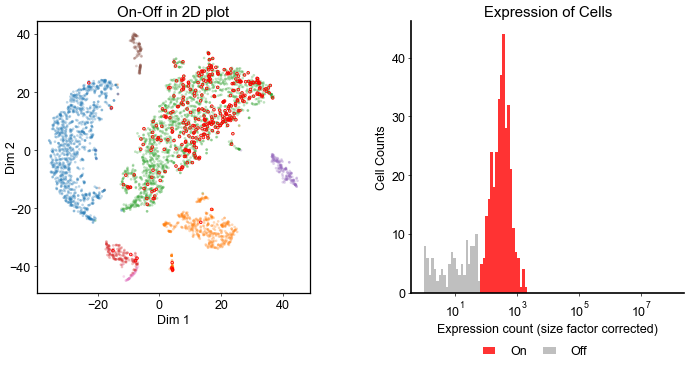 On-Off in 2D plot
Dim 2
40
20
0
−20
−40
−20 0 20 40
Dim 1
Expression of Cells
Cell Counts
40
30
20
10
0
10^1 10^3 10^5 10^7
Expression count (size factor corrected)
On Off